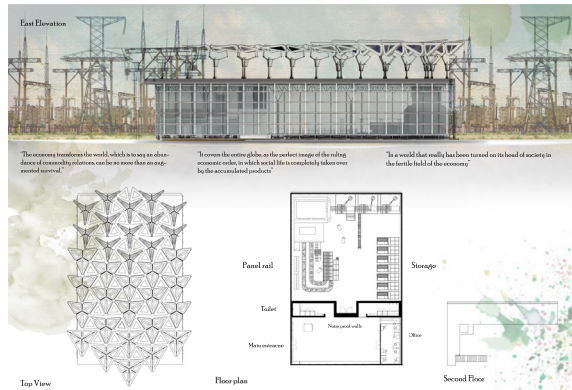 East Elevation
"The economy transforms the world, which is to say an abun-
dance of commodity relations, can be no more than an aug-
mented survival."
"It covers the entire globe, as the perfect image of the ruling
economic order, in which social life is completely taken over
by the accumulated products"
"In a world that really has been turned on its head of society in
the fertile field of the economy"
Panel rail
Storage
Toilet
Noise proof walls
Main entrance
Office
Top View
Floor plan
Second Floor